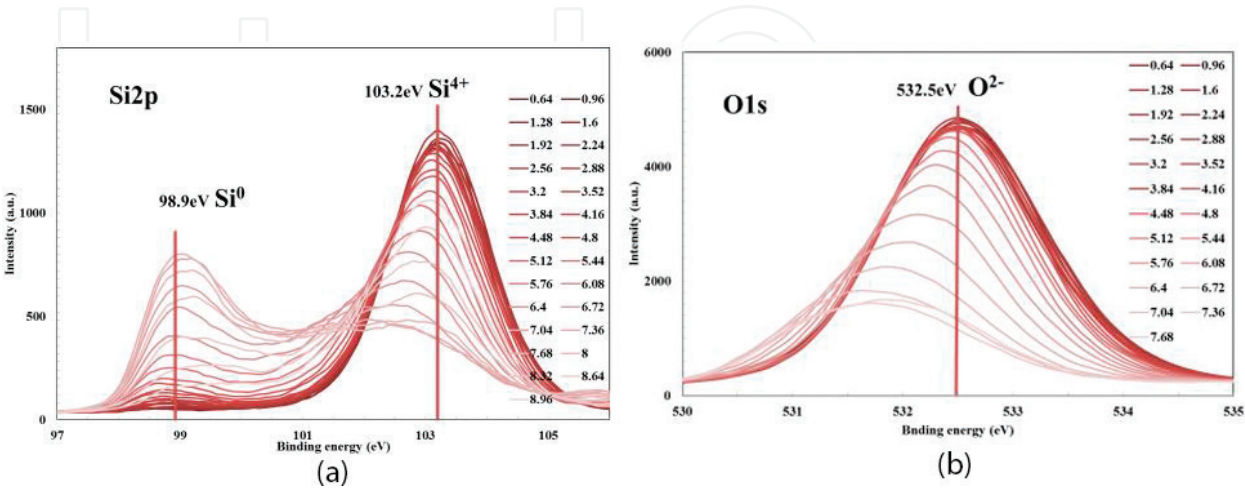 Si2p
103.2eV Si4+
98.9eV Si0
0.64 0.96
1.28 1.6
1.92 2.24
2.56 2.88
3.2 3.52
3.84 4.16
4.48 4.8
5.12 5.44
5.76 6.08
6.4 6.72
7.04 7.36
7.68 8
8.32 8.64
8.96
1500
1000
500
0
Intensity (a.u.)
97 99 101 103 105
Binding energy (eV)
(a)
O1s
532.5eV O2-
0.64 0.96
1.28 1.6
1.92 2.24
2.56 2.88
3.2 3.52
3.84 4.16
4.48 4.8
5.12 5.44
5.76 6.08
6.4 6.72
7.04 7.36
7.68
6000
4000
2000
0
Intensity (a.u.)
530 531 532 533 534 535
Bnding energy (eV)
(b)